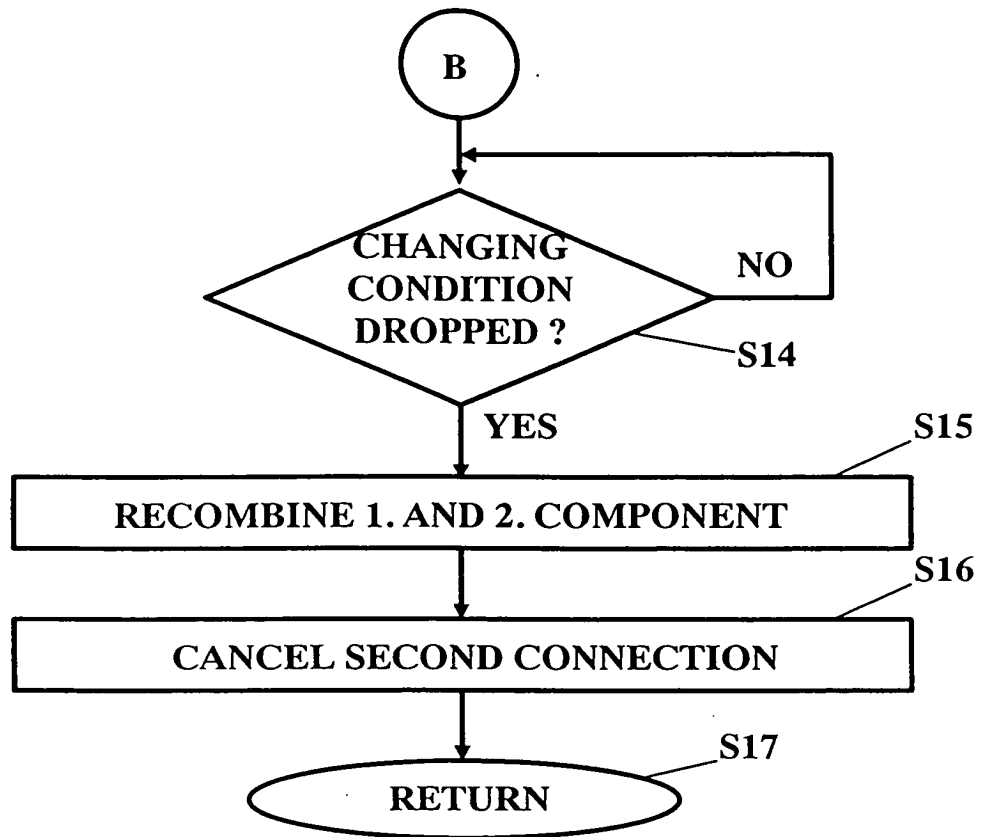 B
CHANGING
CONDITION
DROPPED ?
NO
S14
YES
S15
RECOMBINE 1. AND 2. COMPONENT
S16
CANCEL SECOND CONNECTION
S17
RETURN